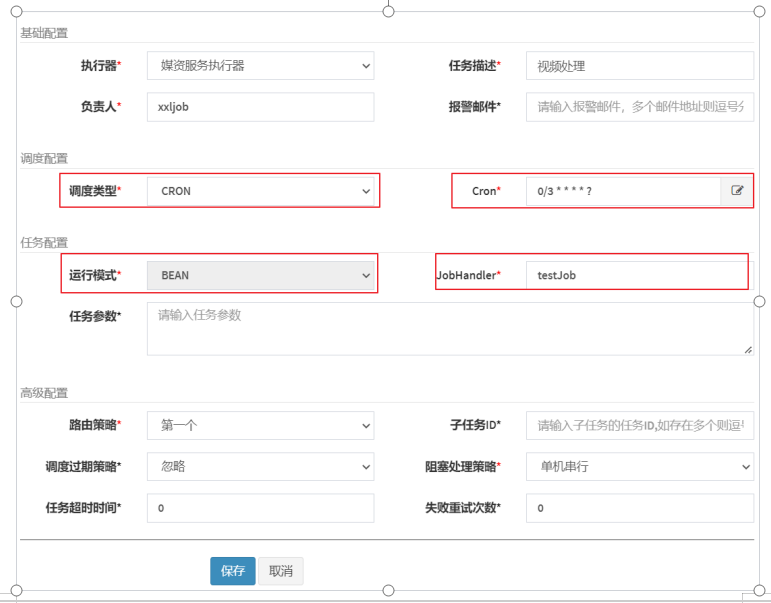 基础配置
执行器* 媒资服务执行器 任务描述* 视频处理
负责人* xxljob 报警邮件* 请输入报警邮件，多个邮件地址则逗号分
调度配置
调度类型* CRON Cron* 0/3 * * * * ?
任务配置
运行模式* BEAN JobHandler* testJob
任务参数* 请输入任务参数
高级配置
路由策略* 第一个 子任务ID* 请输入子任务的任务ID,如存在多个则逗号
调度过期策略* 忽略 阻塞处理策略* 单机串行
任务超时时间* 0 失败重试次数* 0
保存 取消